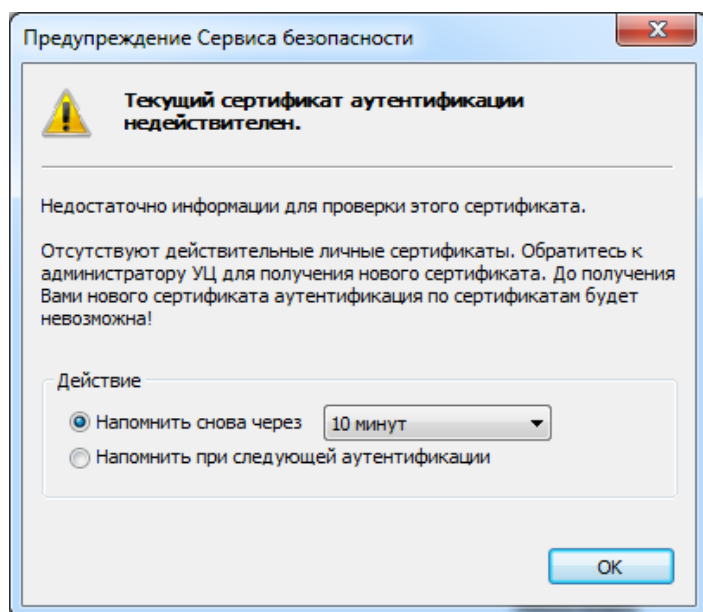 Предупреждение Сервиса безопасности
Текущий сертификат аутентификации
недействителен.
Недостаточно информации для проверки этого сертификата.
Отсутствуют действительные личные сертификаты. Обратитесь к
администратору УЦ для получения нового сертификата. До получения
Вами нового сертификата аутентификация по сертификатам будет
невозможна!
Действие
Напомнить снова через 10 минут
Напомнить при следующей аутентификации
OK